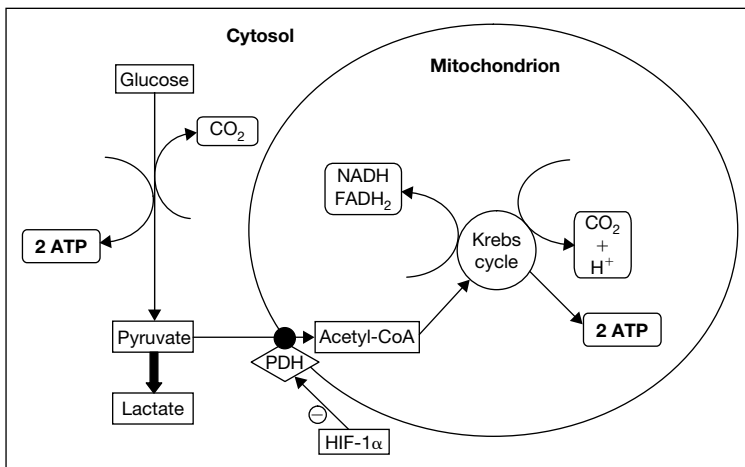 Cytosol
Mitochondrion
Glucose
CO₂
NADH
FADH₂
CO₂
+
H⁺
Krebs
cycle
2 ATP
2 ATP
Pyruvate
Acetyl-CoA
PDH
Lactate
−
HIF-1α